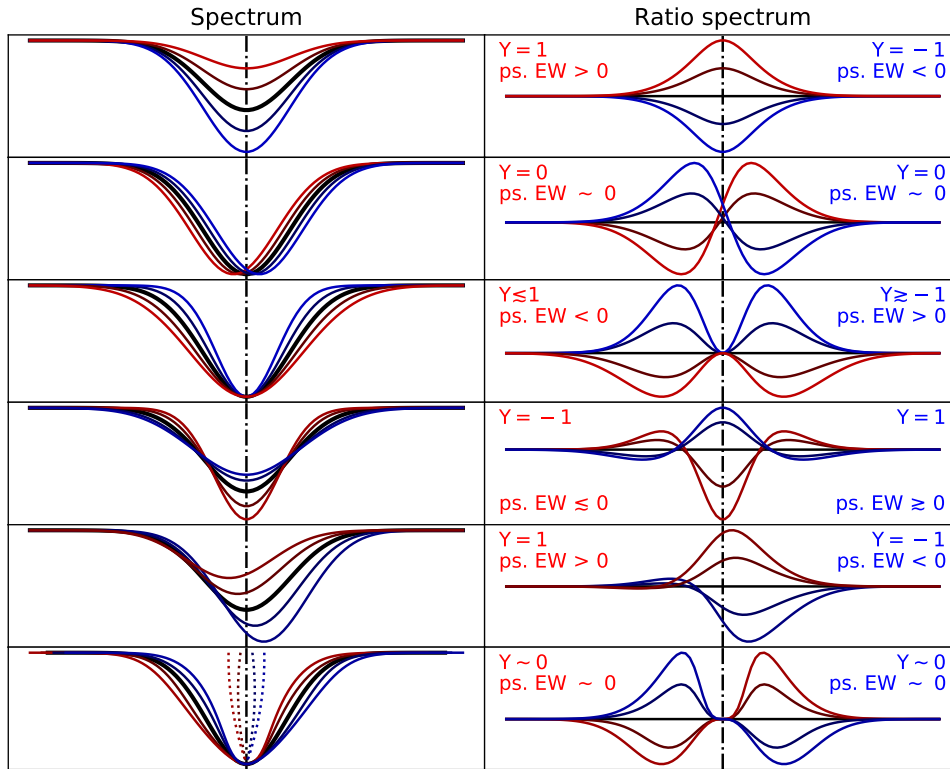 Spectrum
Ratio spectrum
Y = 1
ps. EW > 0
Y = −1
ps. EW < 0
Y = 0
ps. EW ∼ 0
Y = 0
ps. EW ∼ 0
Y≲1
ps. EW < 0
Y≳ −1
ps. EW > 0
Y = −1
ps. EW ≲ 0
Y = 1
ps. EW ≳ 0
Y = 1
ps. EW > 0
Y = −1
ps. EW < 0
Y ∼ 0
ps. EW ∼ 0
Y ∼ 0
ps. EW ∼ 0